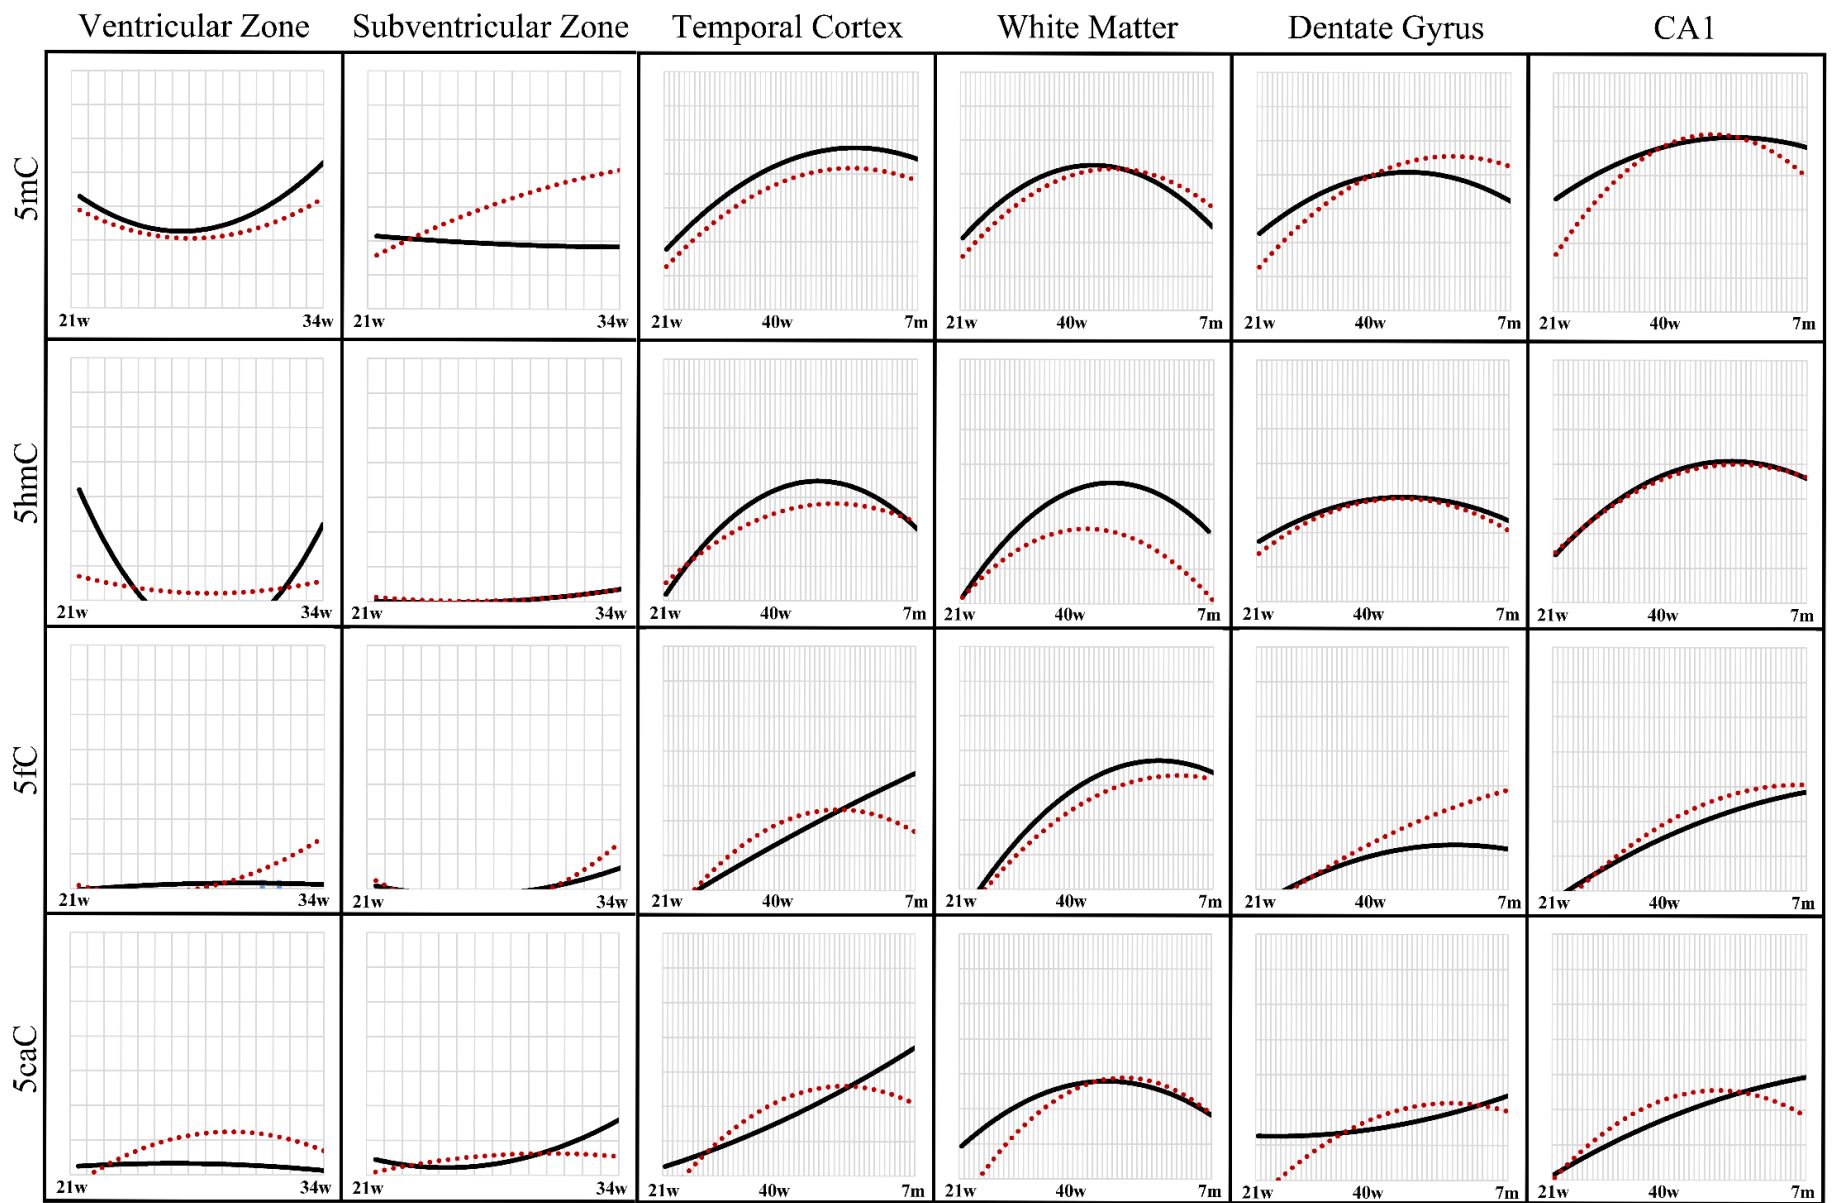 Ventricular Zone Subventricular Zone Temporal Cortex White Matter Dentate Gyrus CA1
5mC
21w 34w 21w 34w 21w 40w 7m 21w 40w 7m 21w 40w 7m 21w 40w 7m
5hmC
21w 34w 21w 34w 21w 40w 7m 21w 40w 7m 21w 40w 7m 21w 40w 7m
5fC
21w 34w 21w 34w 21w 40w 7m 21w 40w 7m 21w 40w 7m 21w 40w 7m
5caC
21w 34w 21w 34w 21w 40w 7m 21w 40w 7m 21w 40w 7m 21w 40w 7m